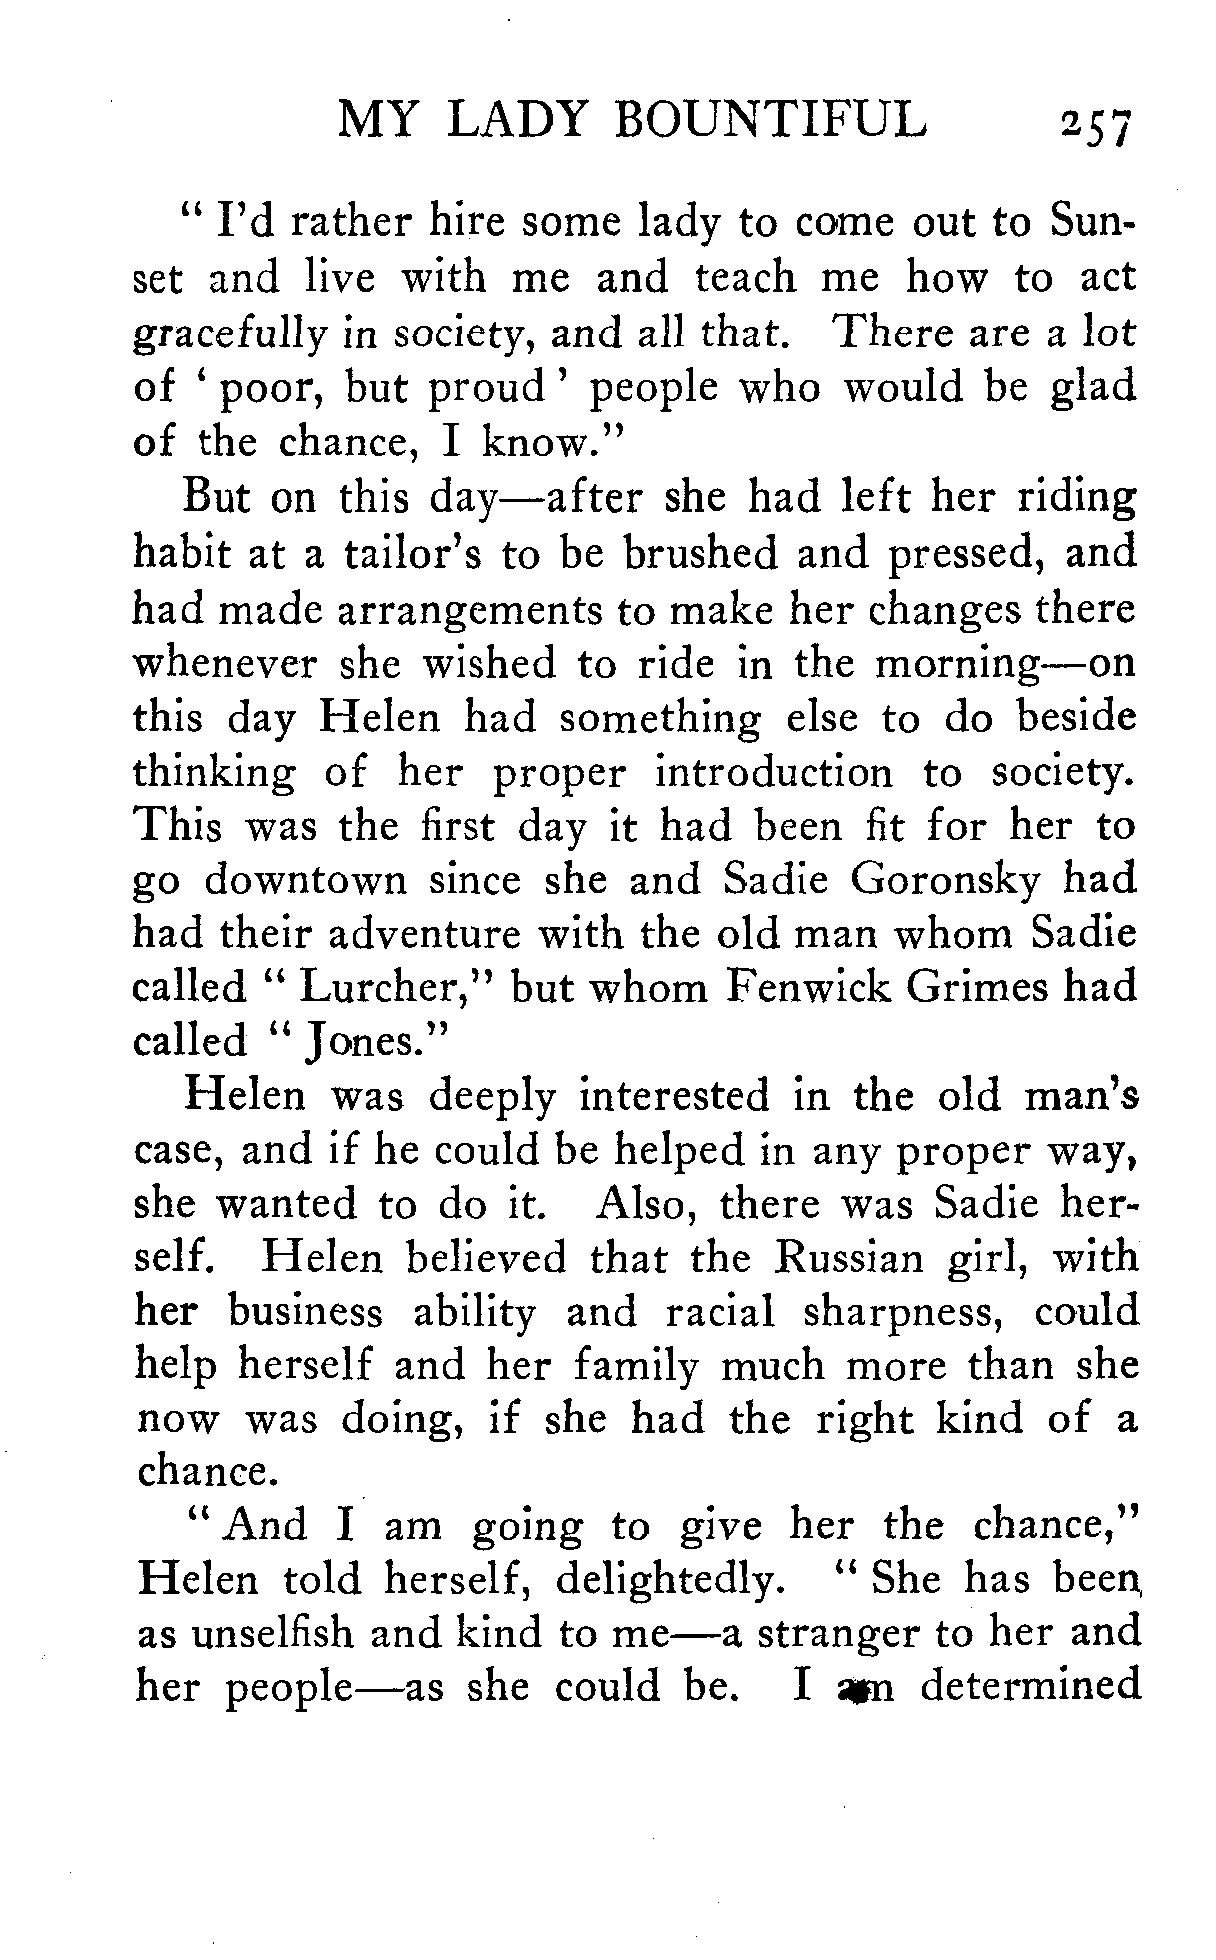 MY LADY BOUNTIFUL 257
" I'd rather hire some lady to come out to Sun-
set and live with me and teach me how to act
gracefully in society, and all that. There are a lot
of ' poor, but proud ' people who would be glad
of the chance, I know."
But on this day—after she had left her riding
habit at a tailor's to be brushed and pressed, and
had made arrangements to make her changes there
whenever she wished to ride in the morning—on
this day Helen had something else to do beside
thinking of her proper introduction to society.
This was the first day it had been fit for her to
go downtown since she and Sadie Goronsky had
had their adventure with the old man whom Sadie
called " Lurcher," but whom Fenwick Grimes had
called " Jones."
Helen was deeply interested in the old man's
case, and if he could be helped in any proper way,
she wanted to do it. Also, there was Sadie her-
self. Helen believed that the Russian girl, with
her business ability and racial sharpness, could
help herself and her family much more than she
now was doing, if she had the right kind of a
chance.
" And I am going to give her the chance,"
Helen told herself, delightedly. " She has been
as unselfish and kind to me—a stranger to her and
her people—as she could be. I am determined